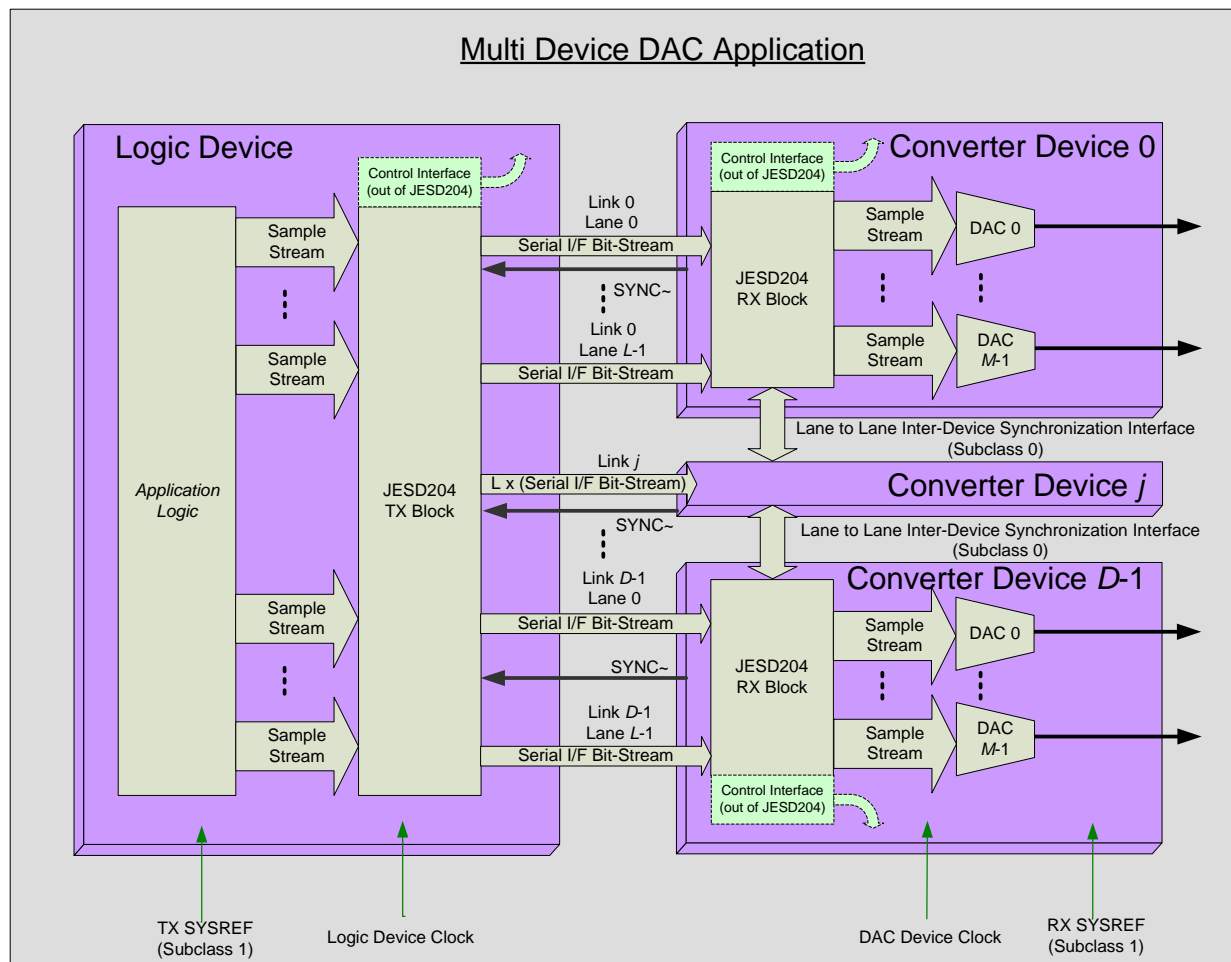 Multi Device DAC Application
Logic Device
Control Interface
(out of JESD204)
Application
Logic
Sample
Stream
Sample
Stream
Sample
Stream
Sample
Stream
JESD204
TX Block
Link 0
Lane 0
Serial I/F Bit-Stream
SYNC~
Link 0
Lane L-1
Serial I/F Bit-Stream
Link j
L x (Serial I/F Bit-Stream)
SYNC~
Link D-1
Lane 0
Serial I/F Bit-Stream
SYNC~
Link D-1
Lane L-1
Serial I/F Bit-Stream
Converter Device 0
Control Interface
(out of JESD204)
JESD204
RX Block
Sample
Stream
DAC 0
Sample
Stream
DAC
M-1
Lane to Lane Inter-Device Synchronization Interface
(Subclass 0)
Converter Device j
Lane to Lane Inter-Device Synchronization Interface
(Subclass 0)
Converter Device D-1
JESD204
RX Block
Sample
Stream
DAC 0
Sample
Stream
DAC
M-1
Control Interface
(out of JESD204)
TX SYSREF
(Subclass 1)
Logic Device Clock
DAC Device Clock
RX SYSREF
(Subclass 1)